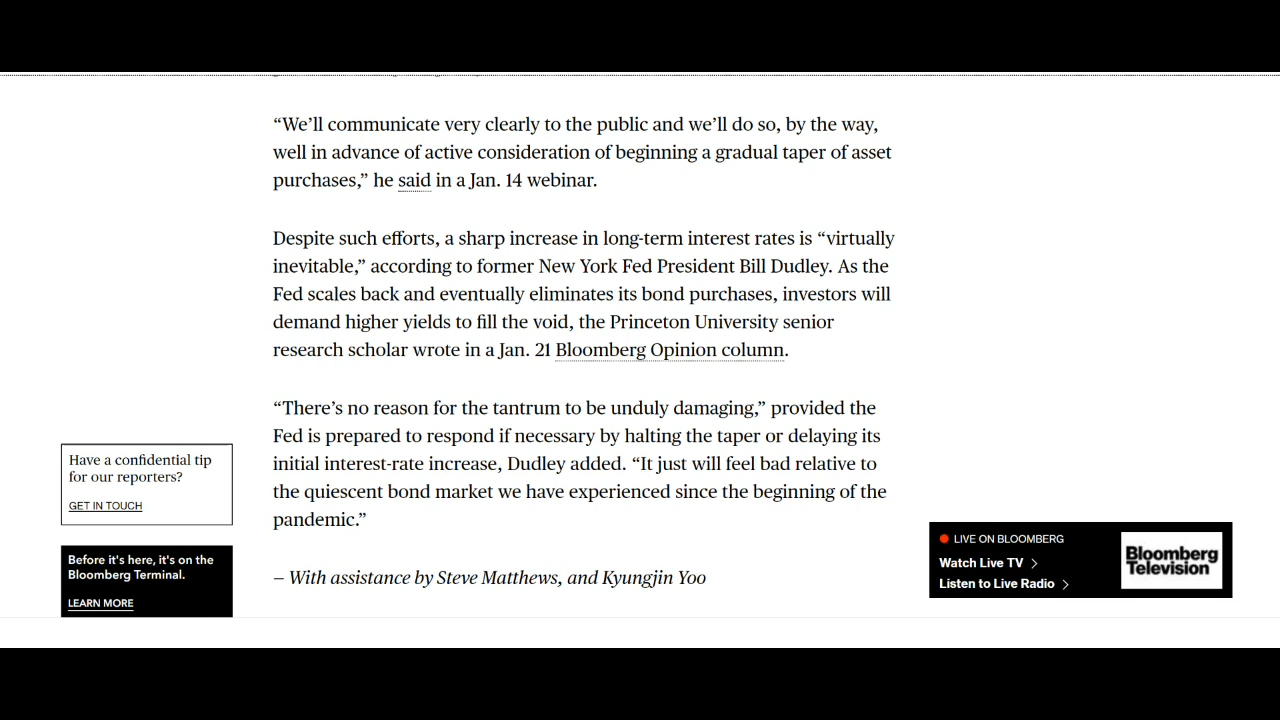 “We’ll communicate very clearly to the public and we’ll do so, by the way,
well in advance of active consideration of beginning a gradual taper of asset
purchases,” he said in a Jan. 14 webinar.
Despite such efforts, a sharp increase in long-term interest rates is “virtually
inevitable,” according to former New York Fed President Bill Dudley. As the
Fed scales back and eventually eliminates its bond purchases, investors will
demand higher yields to fill the void, the Princeton University senior
research scholar wrote in a Jan. 21 Bloomberg Opinion column.
“There’s no reason for the tantrum to be unduly damaging,” provided the
Fed is prepared to respond if necessary by halting the taper or delaying its
initial interest-rate increase, Dudley added. “It just will feel bad relative to
the quiescent bond market we have experienced since the beginning of the
pandemic.”
– With assistance by Steve Matthews, and Kyungjin Yoo
Have a confidential tip
for our reporters?
GET IN TOUCH
Before it's here, it's on the
Bloomberg Terminal.
LEARN MORE
LIVE ON BLOOMBERG
Watch Live TV
Listen to Live Radio
Bloomberg
Television